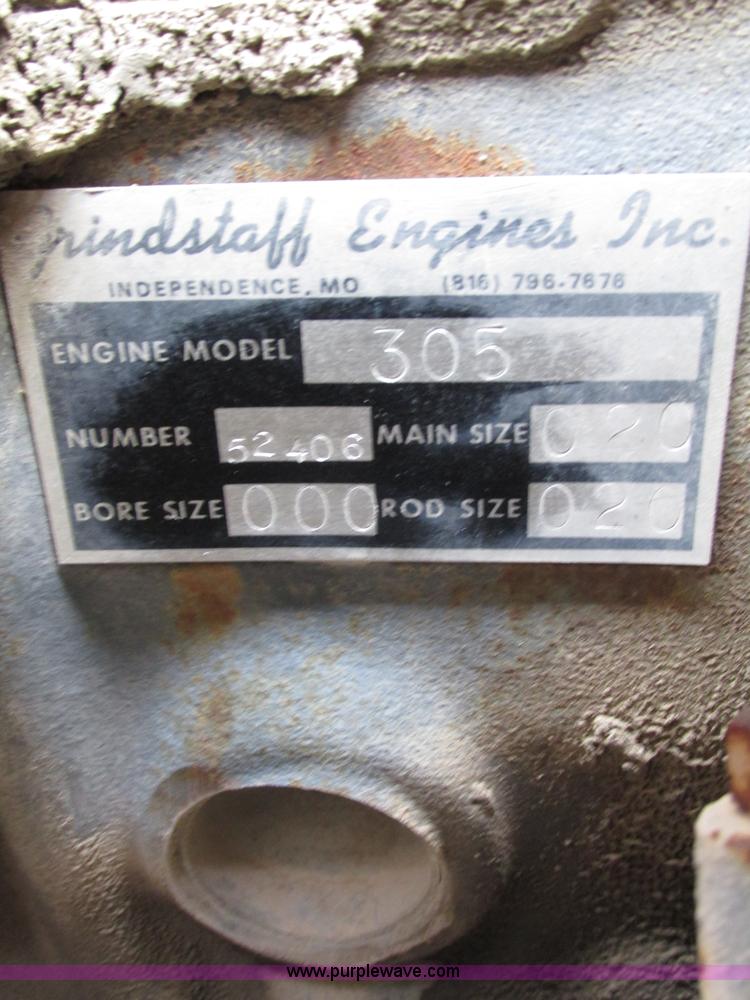 Grindstaff Engines Inc.
INDEPENDENCE, MO (816) 796-7676
ENGINE MODEL 305
NUMBER 52406 MAIN SIZE 020
BORE SIZE 000 ROD SIZE 020
www.purplewave.com